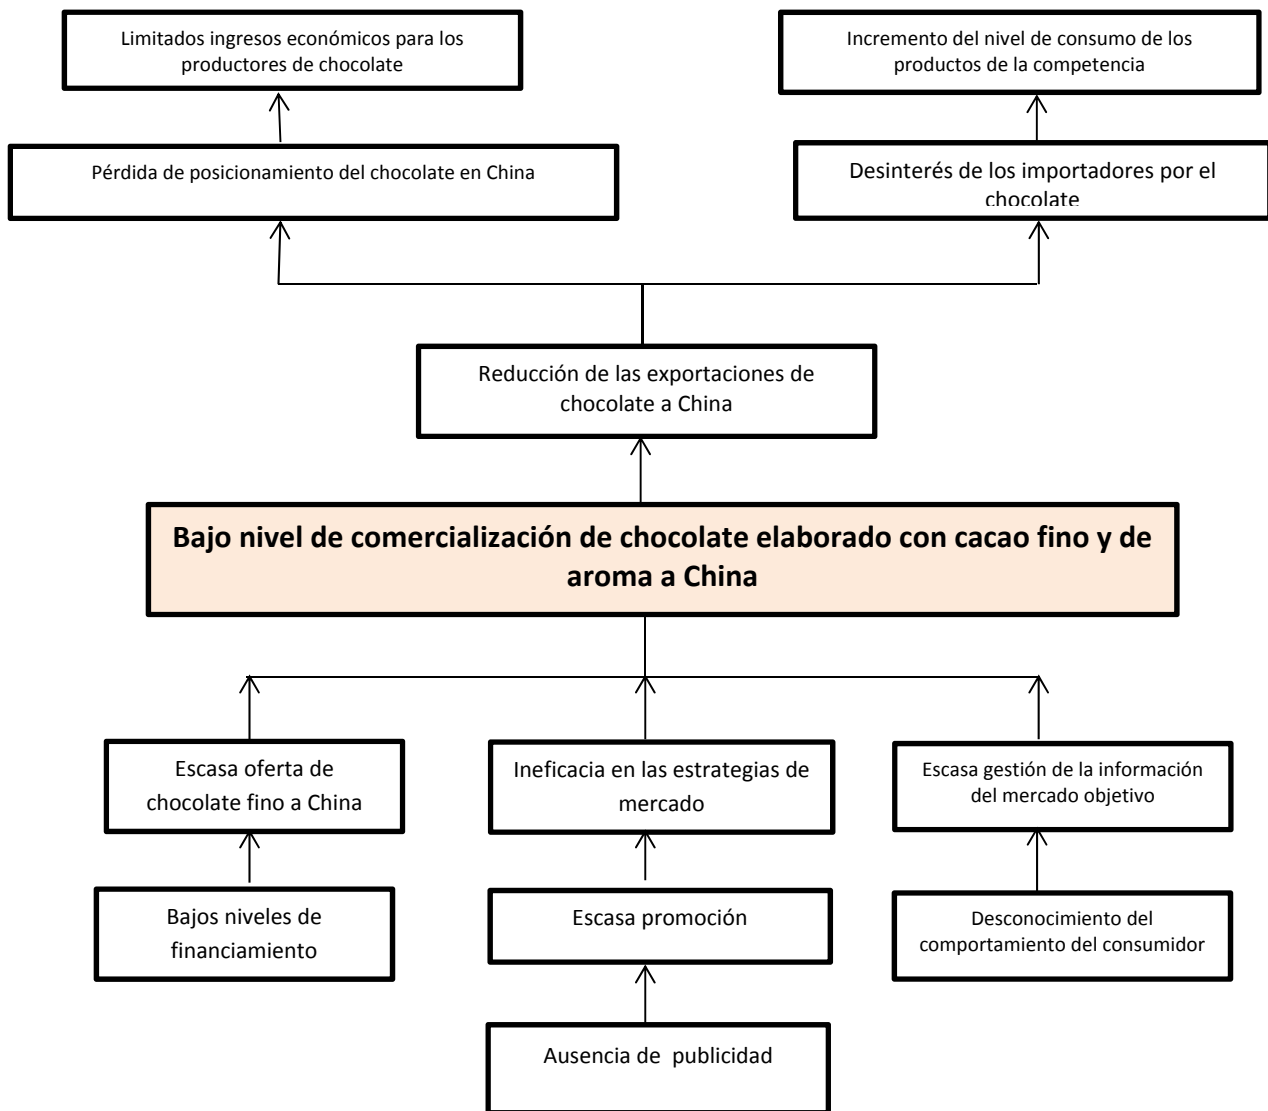 Limitados ingresos económicos para los
productores de chocolate
Incremento del nivel de consumo de los
productos de la competencia
Pérdida de posicionamiento del chocolate en China
Desinterés de los importadores por el
chocolate
Reducción de las exportaciones de
chocolate a China
Bajo nivel de comercialización de chocolate elaborado con cacao fino y de
aroma a China
Escasa oferta de
chocolate fino a China
Ineficacia en las estrategias de
mercado
Escasa gestión de la información
del mercado objetivo
Bajos niveles de
financiamiento
Escasa promoción
Desconocimiento del
comportamiento del consumidor
Ausencia de publicidad